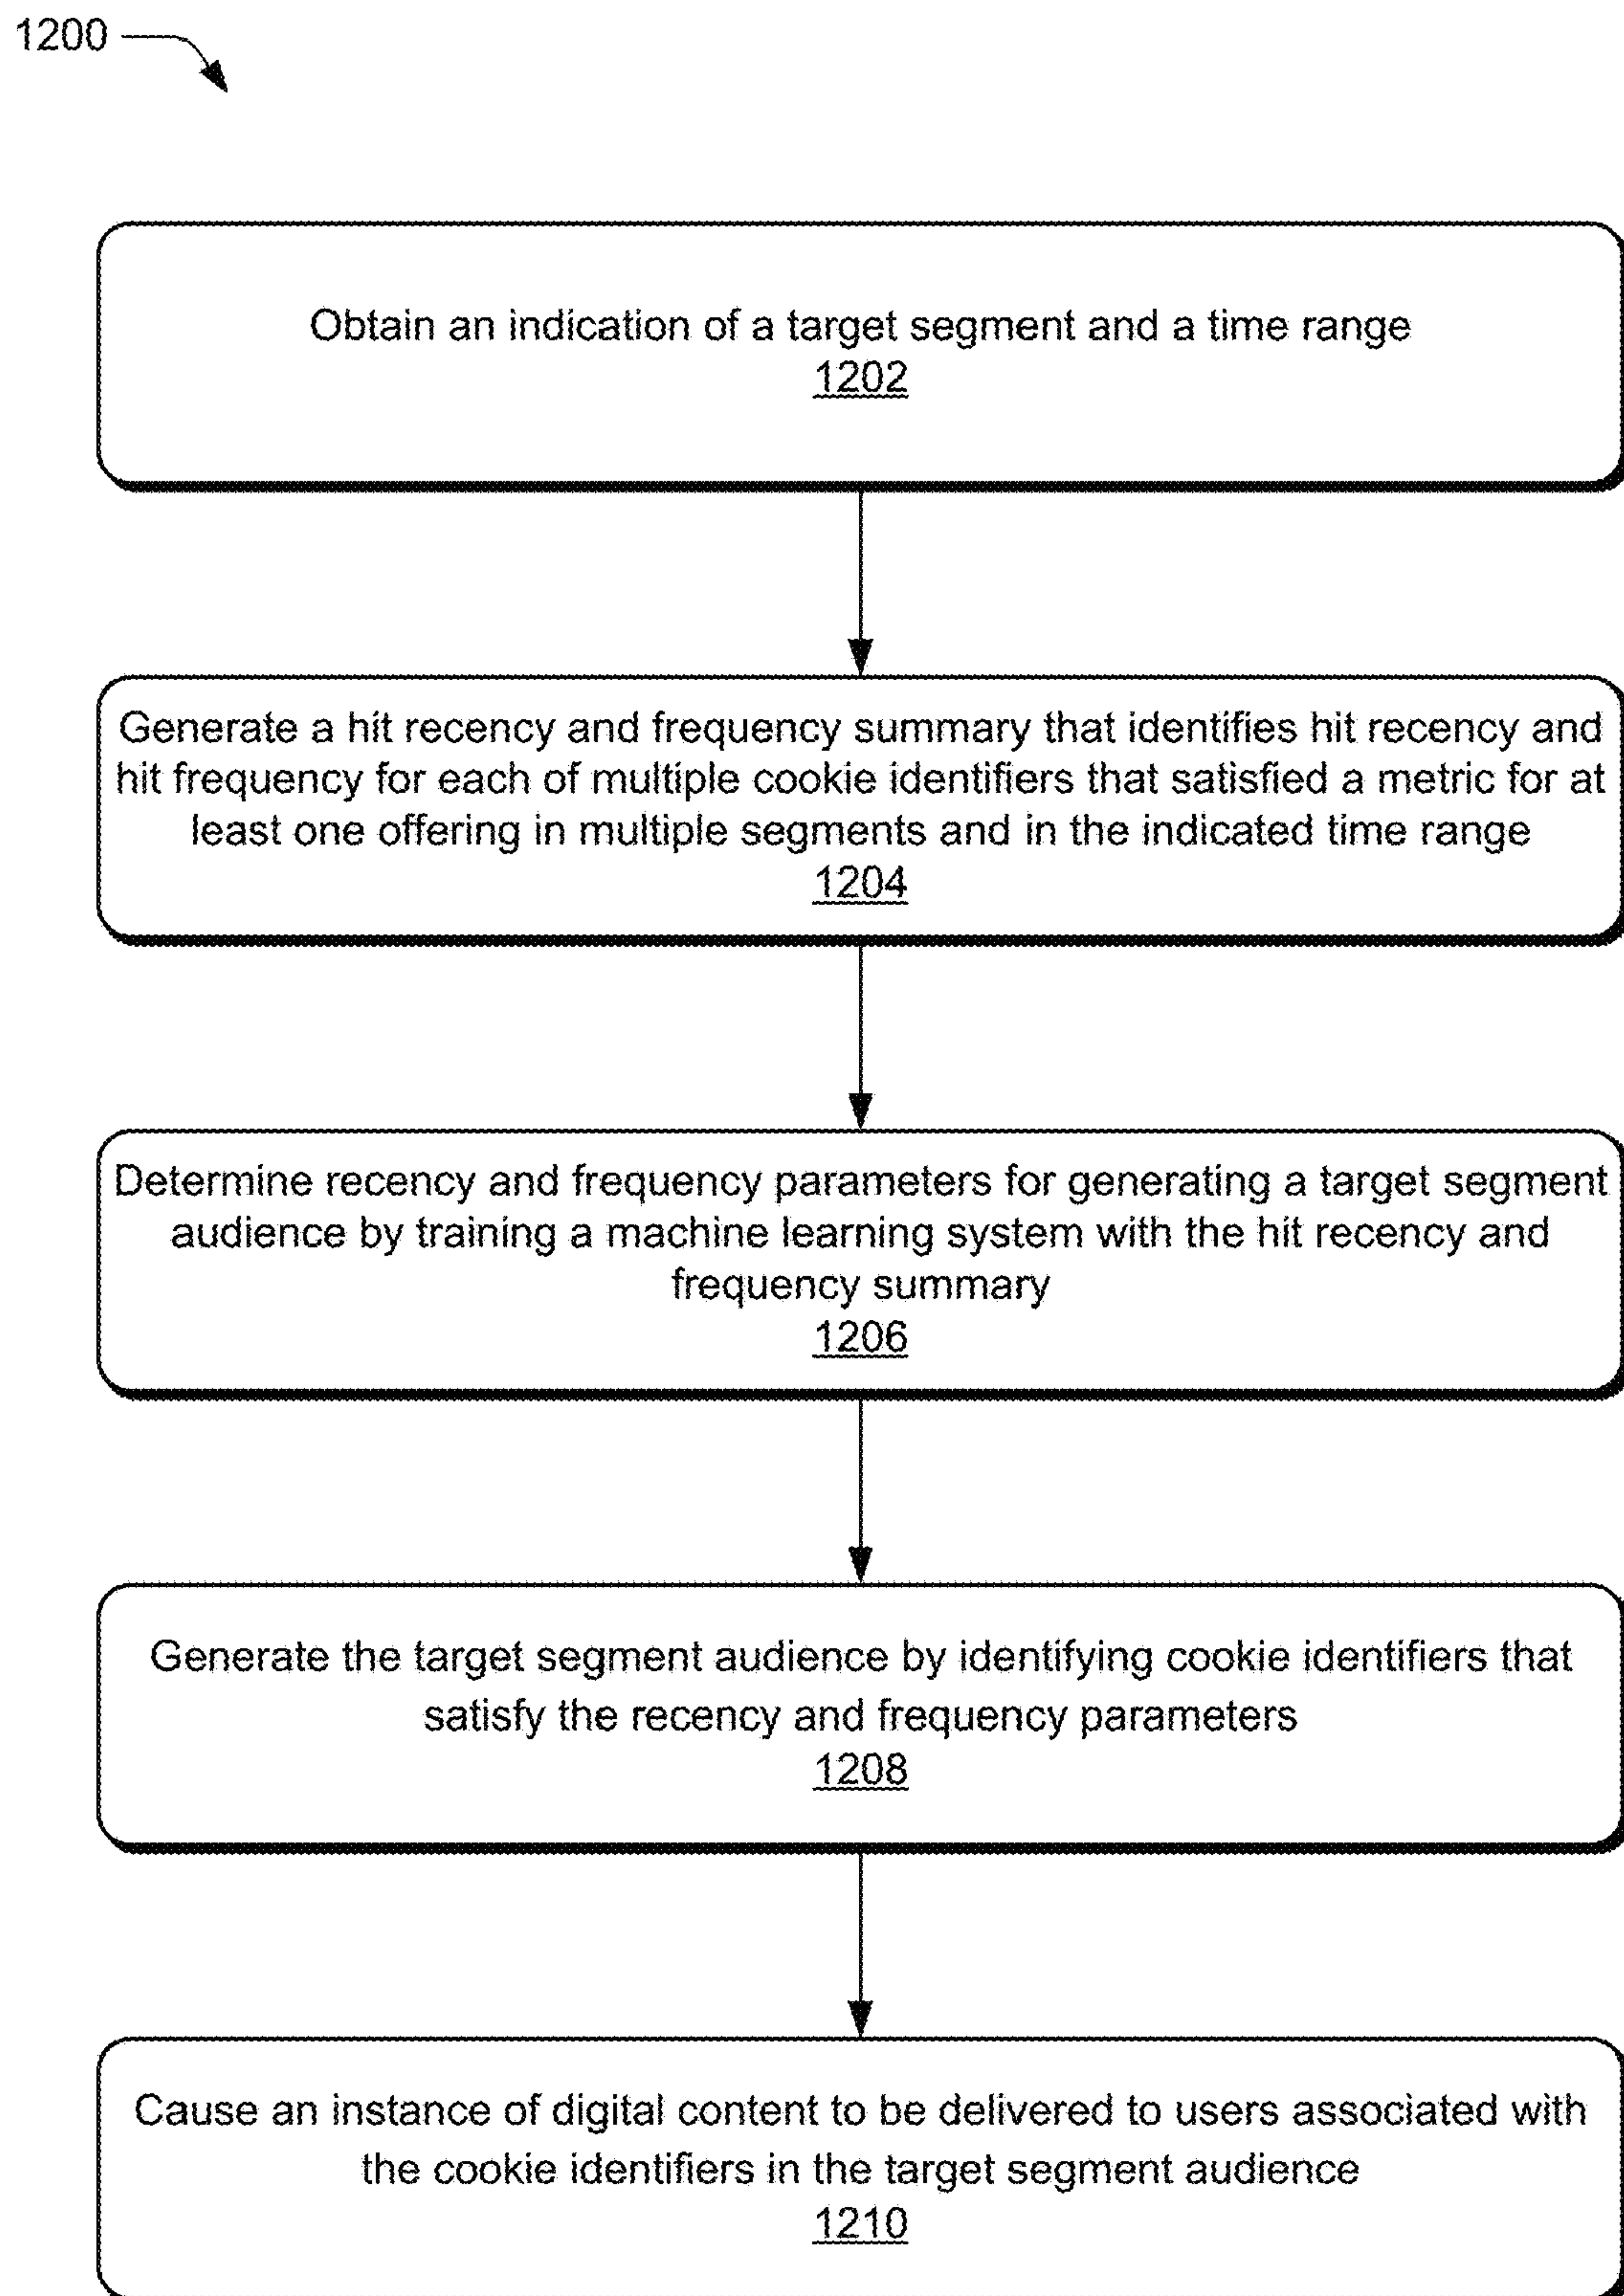 1200
Obtain an indication of a target segment and a time range
1202
Generate a hit recency and frequency summary that identifies hit recency and
hit frequency for each of multiple cookie identifiers that satisfied a metric for at
least one offering in multiple segments and in the indicated time range
1204
Determine recency and frequency parameters for generating a target segment
audience by training a machine learning system with the hit recency and
frequency summary
1206
Generate the target segment audience by identifying cookie identifiers that
satisfy the recency and frequency parameters
1208
Cause an instance of digital content to be delivered to users associated with
the cookie identifiers in the target segment audience
1210